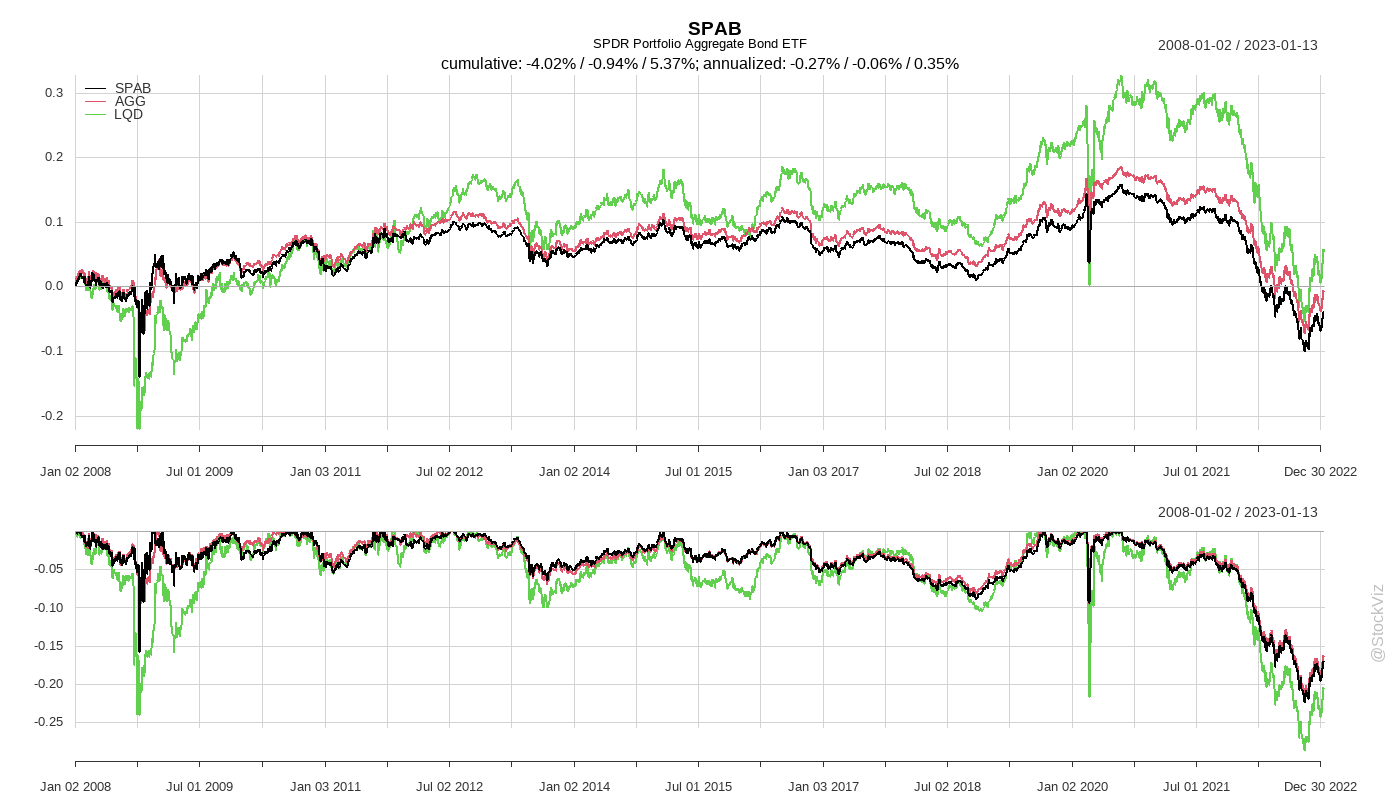 SPAB
SPDR Portfolio Aggregate Bond ETF
2008-01-02 / 2023-01-13
cumulative: -4.02% / -0.94% / 5.37%; annualized: -0.27% / -0.06% / 0.35%
SPAB
AGG
LQD
0.3
0.2
0.1
0.0
-0.1
-0.2
Jan 02 2008 Jul 01 2009 Jan 03 2011 Jul 02 2012 Jan 02 2014 Jul 01 2015 Jan 03 2017 Jul 02 2018 Jan 02 2020 Jul 01 2021 Dec 30 2022
2008-01-02 / 2023-01-13
-0.05
-0.10
-0.15
-0.20
-0.25
Jan 02 2008 Jul 01 2009 Jan 03 2011 Jul 02 2012 Jan 02 2014 Jul 01 2015 Jan 03 2017 Jul 02 2018 Jan 02 2020 Jul 01 2021 Dec 30 2022
@StockViz